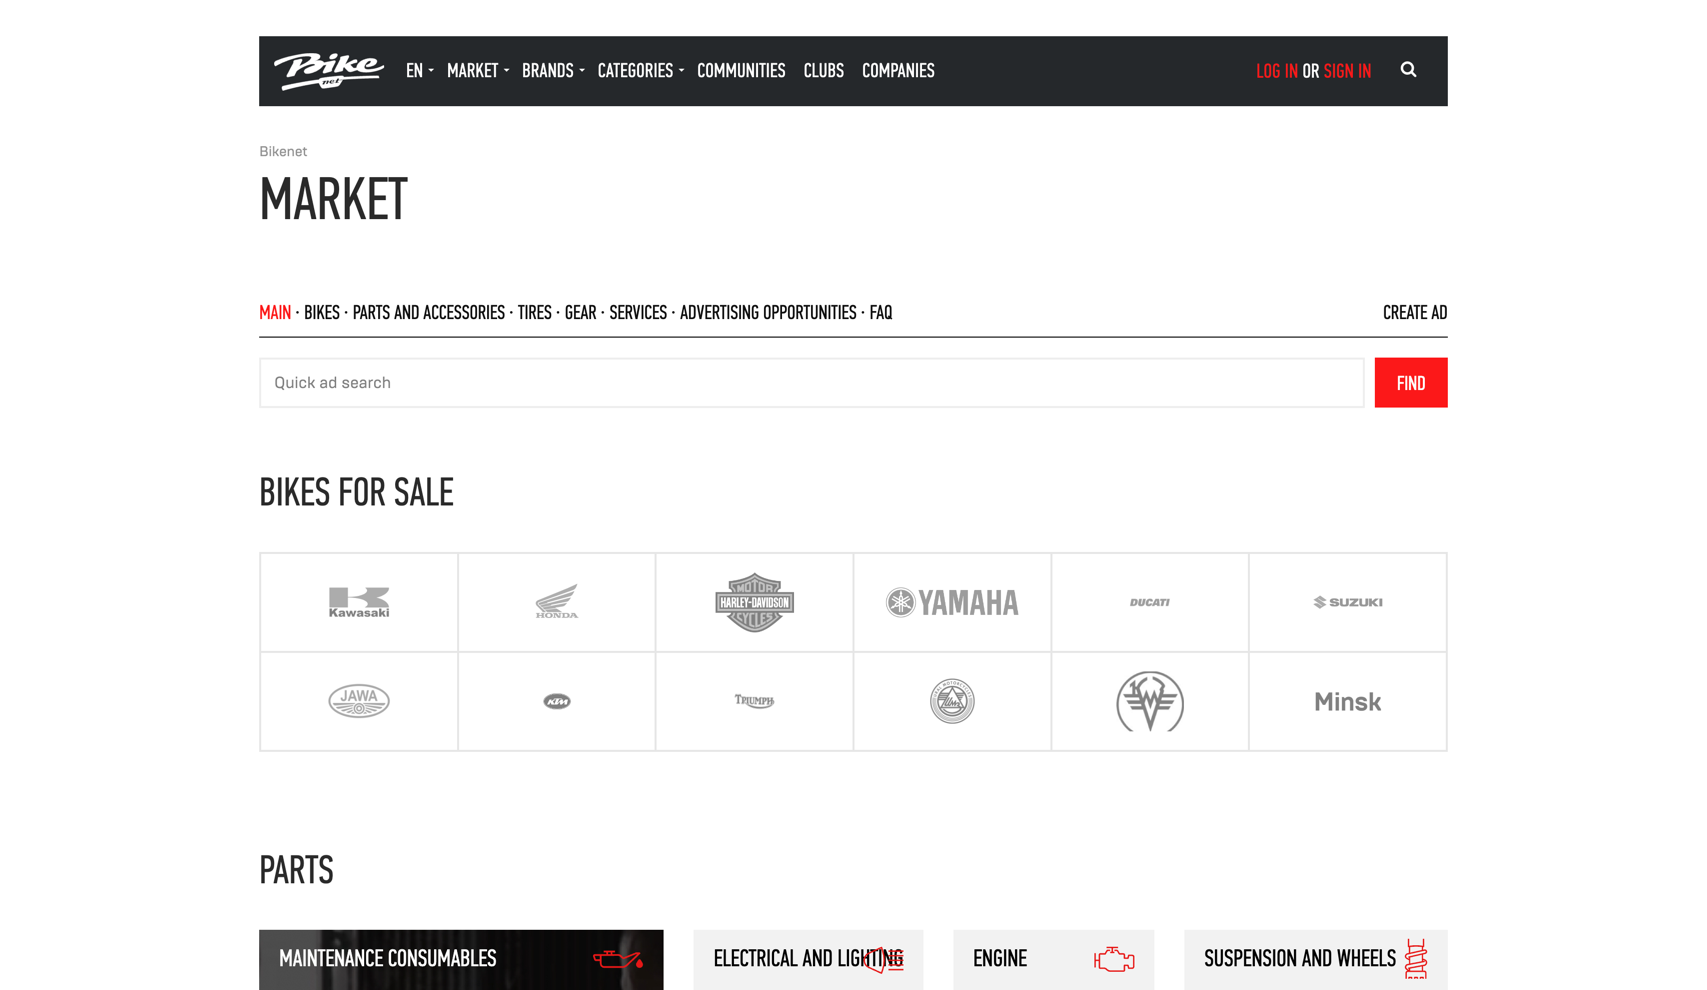 Bike
net
EN MARKET BRANDS CATEGORIES COMMUNITIES CLUBS COMPANIES LOG IN OR SIGN IN
Bikenet
MARKET
MAIN · BIKES · PARTS AND ACCESSORIES · TIRES · GEAR · SERVICES · ADVERTISING OPPORTUNITIES · FAQ CREATE AD
Quick ad search FIND
BIKES FOR SALE
Kawasaki
HONDA
MOTOR
HARLEY-DAVIDSON
CYCLES
YAMAHA
DUCATI
SUZUKI
JAWA
KTM
TRIUMPH
Minsk
PARTS
MAINTENANCE CONSUMABLES ELECTRICAL AND LIGHTING ENGINE SUSPENSION AND WHEELS